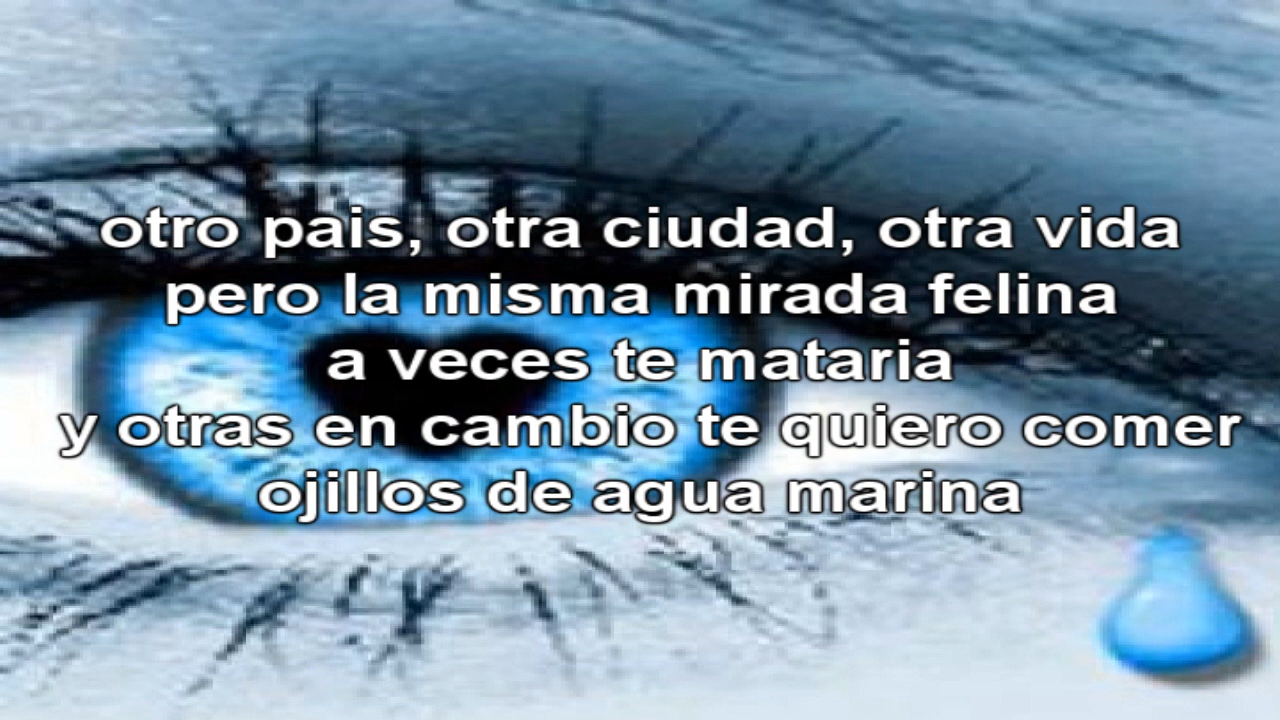 otro pais, otra ciudad, otra vida
pero la misma mirada felina
a veces te mataria
y otras en cambio te quiero comer
ojillos de agua marina